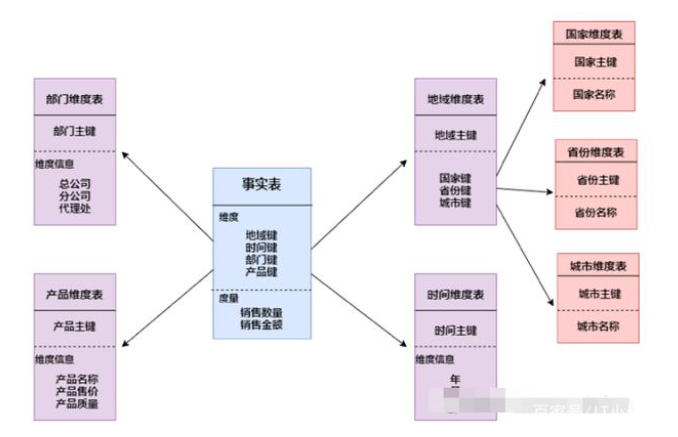 国家维度表
国家主键
国家名称
部门维度表
部门主键
维度信息
总公司
分公司
代理处
地域维度表
地域主键
国家键
省份键
城市键
省份维度表
省份主键
省份名称
事实表
维度
地域键
时间键
部门键
产品键
度量
销售数量
销售金额
城市维度表
城市主键
城市名称
产品维度表
产品主键
维度信息
产品名称
产品售价
产品质量
时间维度表
时间主键
维度信息
年